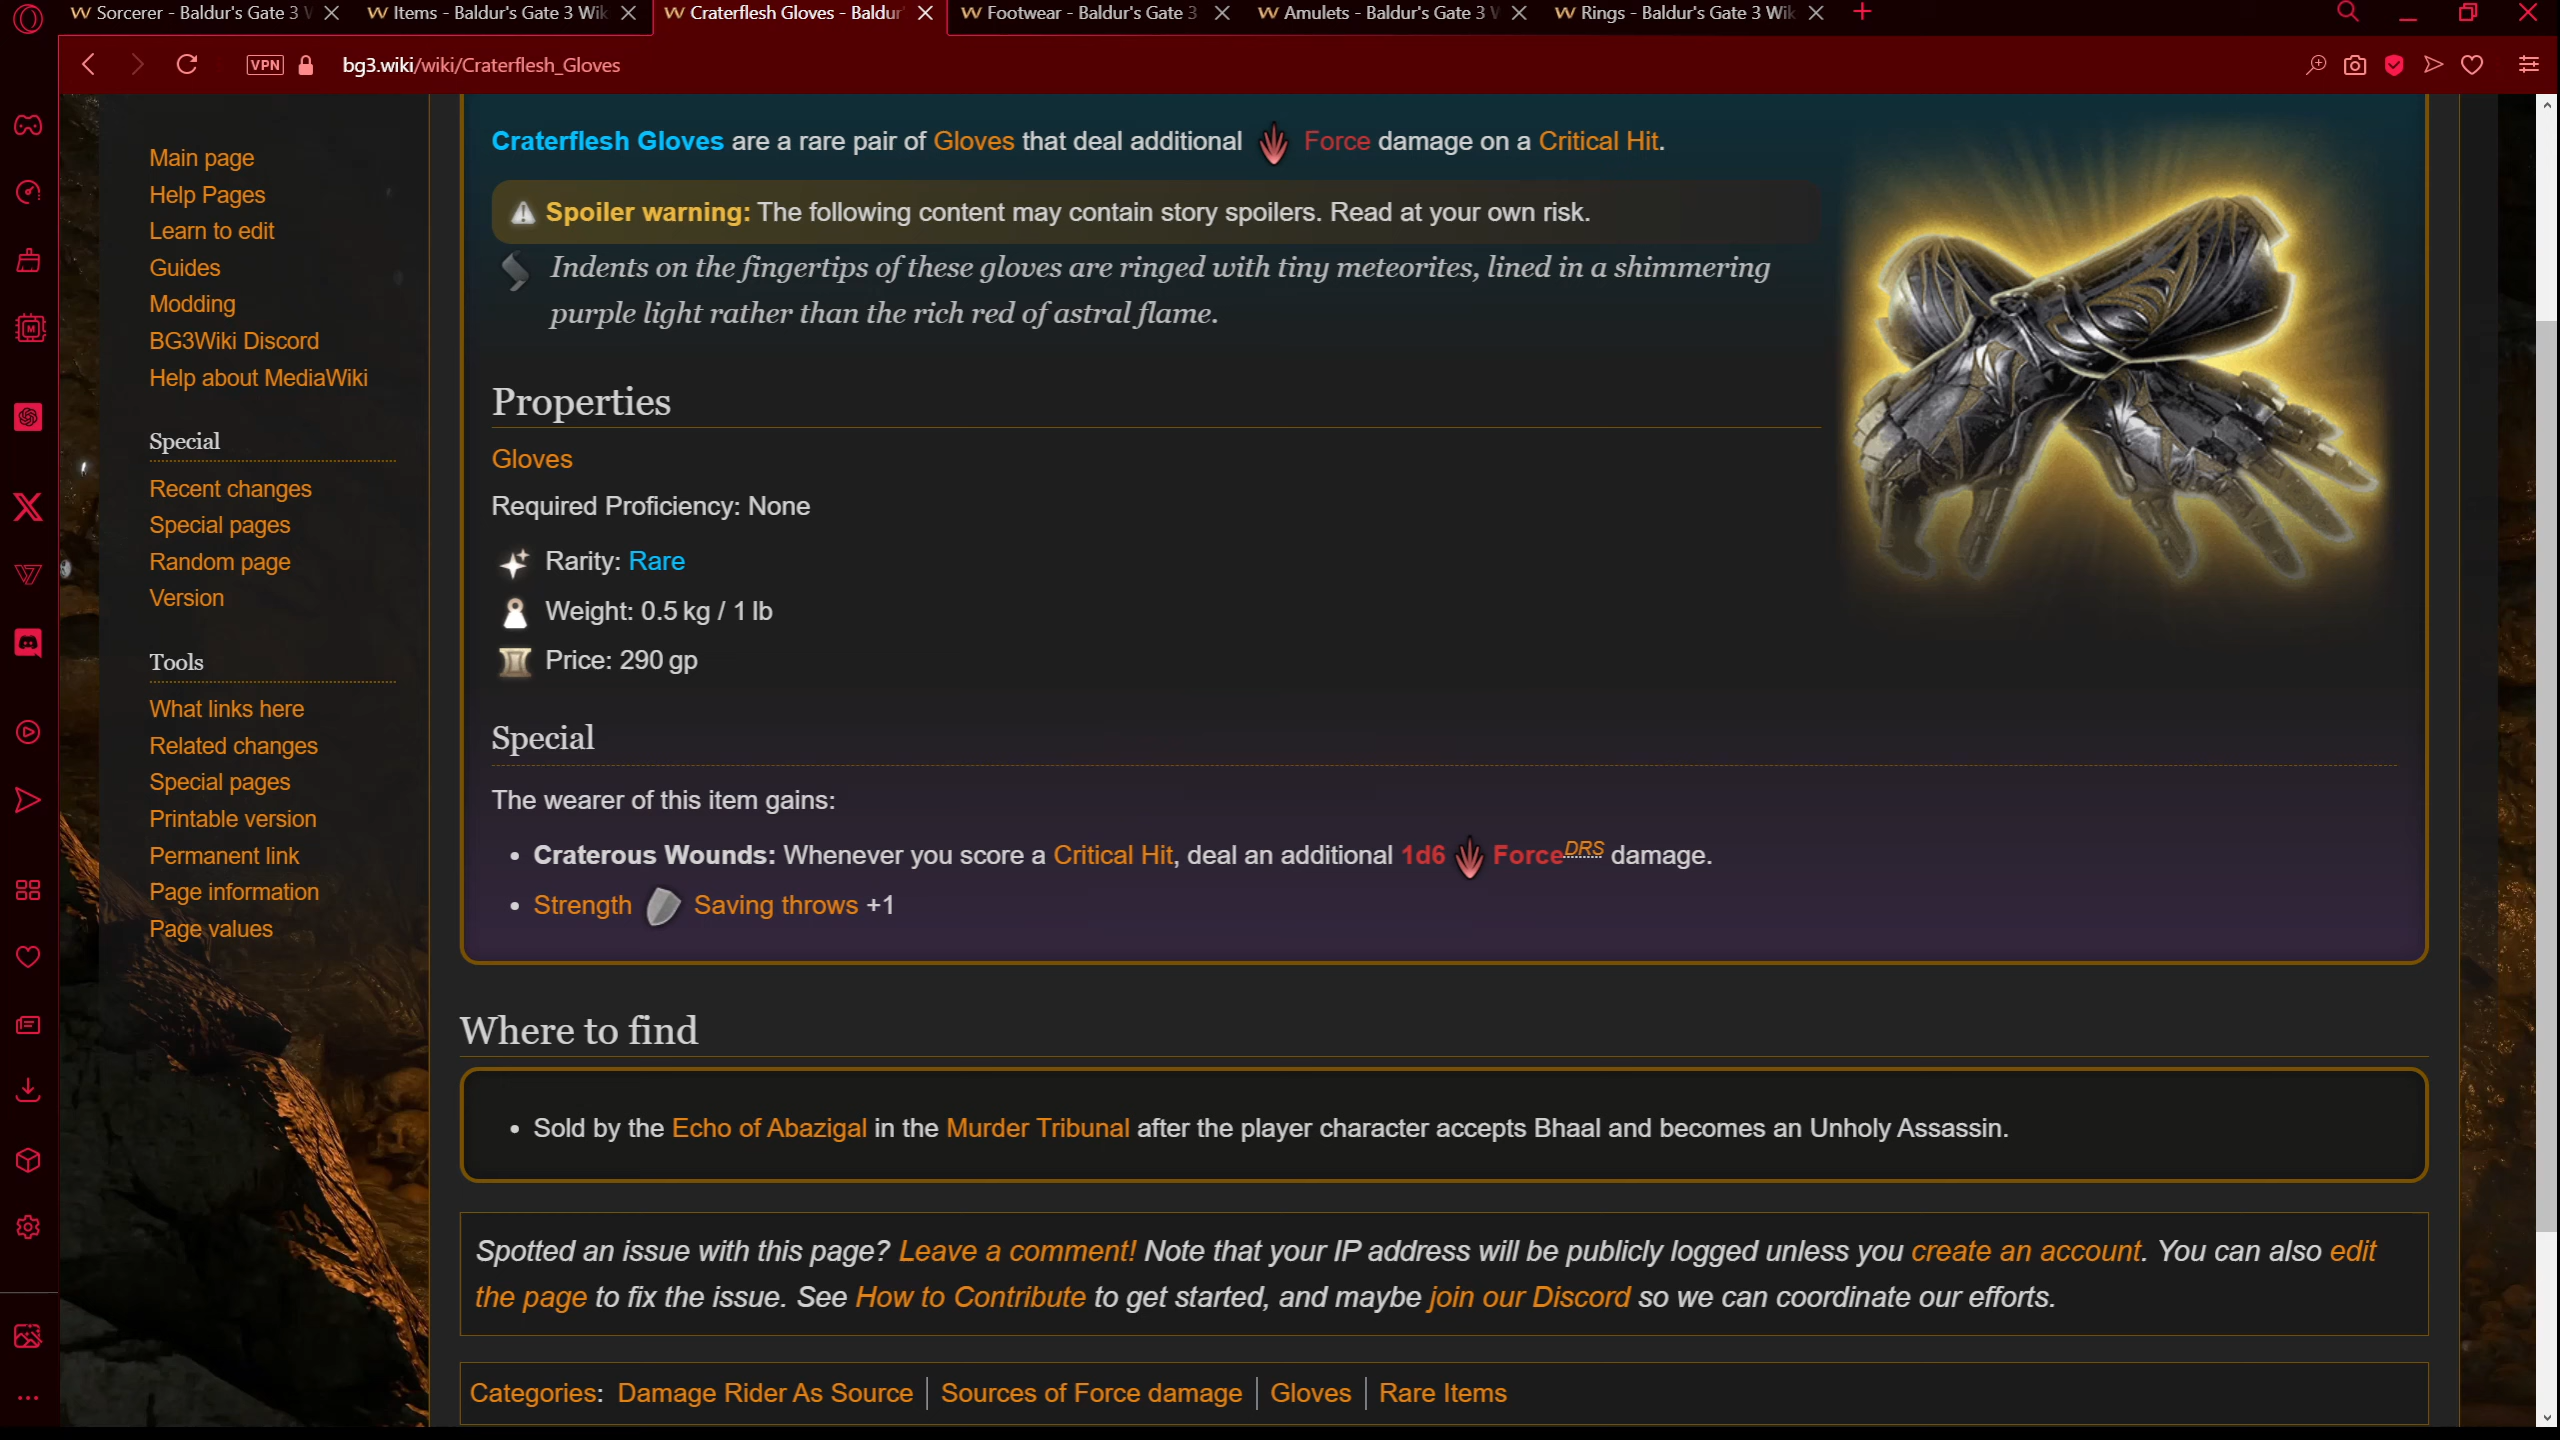 Sorcerer - Baldur's Gate 3
Items - Baldur's Gate 3 Wik
Craterflesh Gloves - Baldur'
Footwear - Baldur's Gate 3
Amulets - Baldur's Gate 3
Rings - Baldur's Gate 3 Wik
VPN
bg3.wiki/wiki/Craterflesh_Gloves
Main page
Help Pages
Learn to edit
Guides
Modding
BG3Wiki Discord
Help about MediaWiki
Special
Recent changes
Special pages
Random page
Version
Tools
What links here
Related changes
Special pages
Printable version
Permanent link
Page information
Page values
Craterflesh Gloves are a rare pair of Gloves that deal additional Force damage on a Critical Hit.
Spoiler warning: The following content may contain story spoilers. Read at your own risk.
Indents on the fingertips of these gloves are ringed with tiny meteorites, lined in a shimmering
purple light rather than the rich red of astral flame.
Properties
Gloves
Required Proficiency: None
Rarity: Rare
Weight: 0.5 kg / 1 lb
Price: 290 gp
Special
The wearer of this item gains:
• Craterous Wounds: Whenever you score a Critical Hit, deal an additional 1d6 Force DRS damage.
• Strength Saving throws +1
Where to find
• Sold by the Echo of Abazigal in the Murder Tribunal after the player character accepts Bhaal and becomes an Unholy Assassin.
Spotted an issue with this page? Leave a comment! Note that your IP address will be publicly logged unless you create an account. You can also edit
the page to fix the issue. See How to Contribute to get started, and maybe join our Discord so we can coordinate our efforts.
Categories: Damage Rider As Source | Sources of Force damage | Gloves | Rare Items